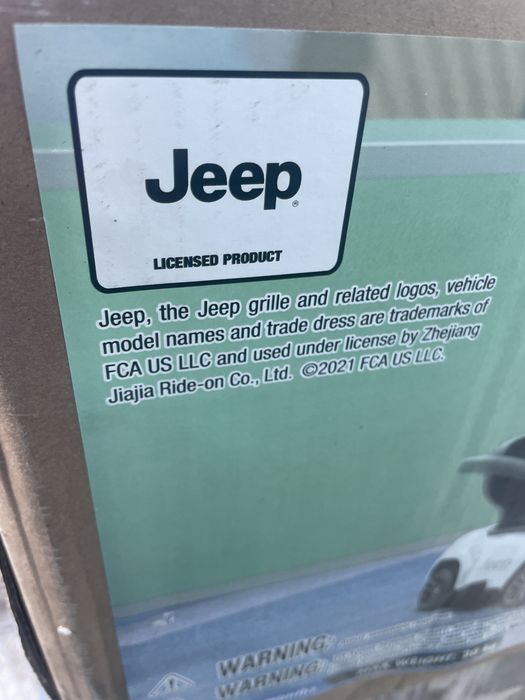 Jeep®
LICENSED PRODUCT
Jeep, the Jeep grille and related logos, vehicle
model names and trade dress are trademarks of
FCA US LLC and used under license by Zhejiang
Jiajia Ride-on Co., Ltd. ©2021 FCA US LLC.
WARNING:
WARNING: